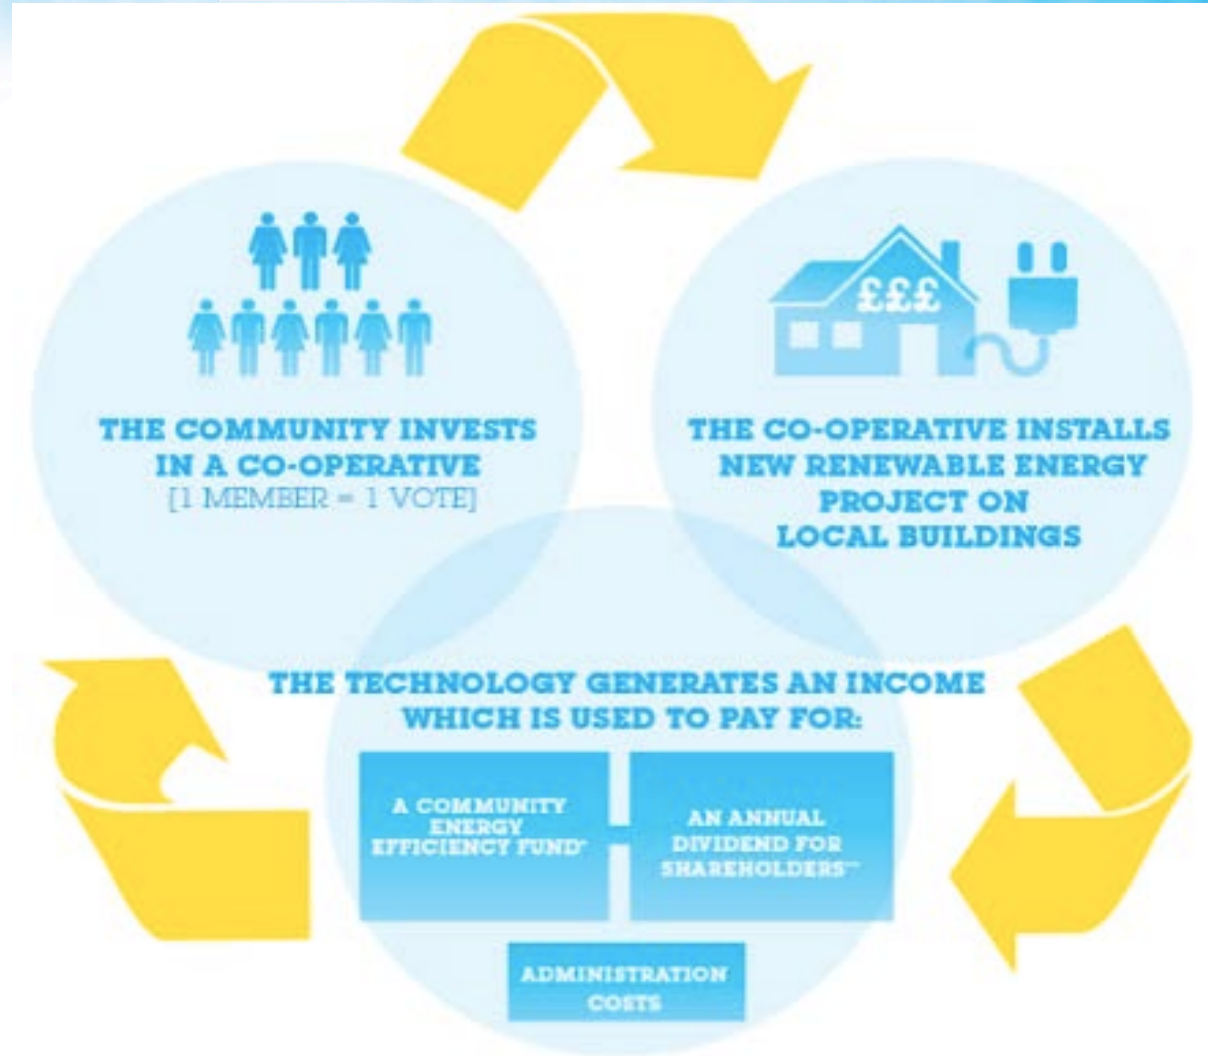 THE COMMUNITY INVESTS
IN A CO-OPERATIVE
[1 MEMBER = 1 VOTE]
£££
THE CO-OPERATIVE INSTALLS
NEW RENEWABLE ENERGY
PROJECT ON
LOCAL BUILDINGS
THE TECHNOLOGY GENERATES AN INCOME
WHICH IS USED TO PAY FOR:
A COMMUNITY
ENERGY
EFFICIENCY FUND*
AN ANNUAL
DIVIDEND FOR
SHAREHOLDERS**
ADMINISTRATION
COSTS